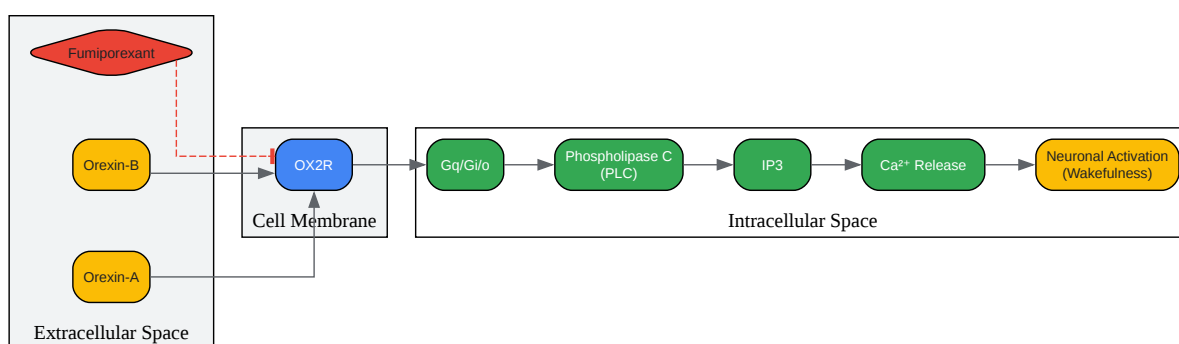 Fumiporexant
Orexin-B
Orexin-A
Extracellular Space
OX2R
Cell Membrane
Gq/Gi/o
Phospholipase C
(PLC)
IP3
Ca²⁺ Release
Neuronal Activation
(Wakefulness)
Intracellular Space